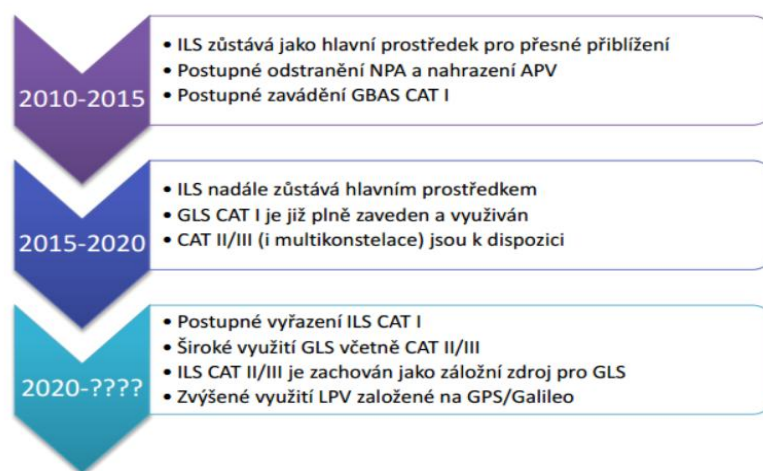 2010-2015
• ILS zůstává jako hlavní prostředek pro přesné přiblížení
• Postupné odstranění NPA a nahrazení APV
• Postupné zavádění GBAS CAT I
2015-2020
• ILS nadále zůstává hlavním prostředkem
• GLS CAT I je již plně zaveden a využiván
• CAT II/III (i multikonstelace) jsou k dispozici
2020-????
• Postupné vyřazení ILS CAT I
• Široké využití GLS včetně CAT II/III
• ILS CAT II/III je zachován jako záložní zdroj pro GLS
• Zvýšené využití LPV založené na GPS/Galileo